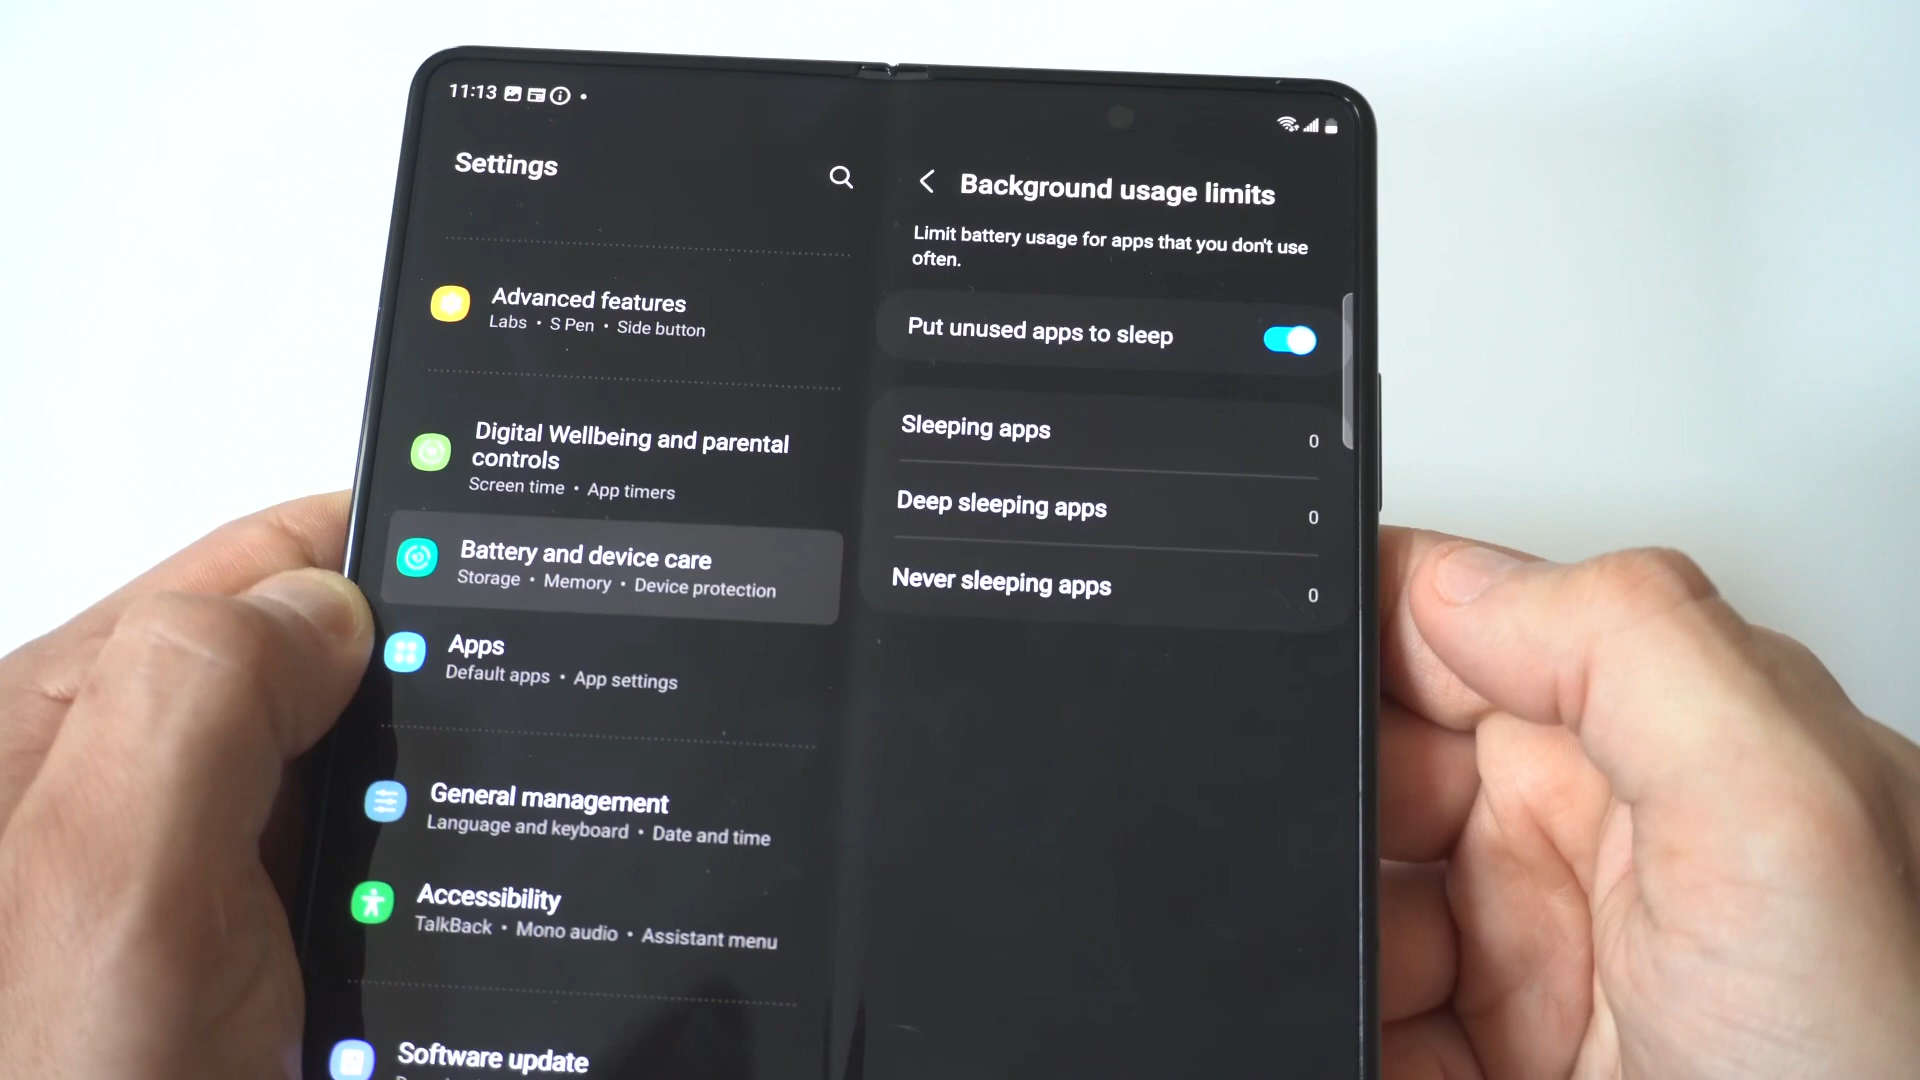 11:13
Settings
Advanced features
Labs • S Pen • Side button
Digital Wellbeing and parental
controls
Screen time • App timers
Battery and device care
Storage • Memory • Device protection
Apps
Default apps • App settings
General management
Language and keyboard • Date and time
Accessibility
TalkBack • Mono audio • Assistant menu
Software update
Background usage limits
Limit battery usage for apps that you don't use
often.
Put unused apps to sleep
Sleeping apps 0
Deep sleeping apps 0
Never sleeping apps 0